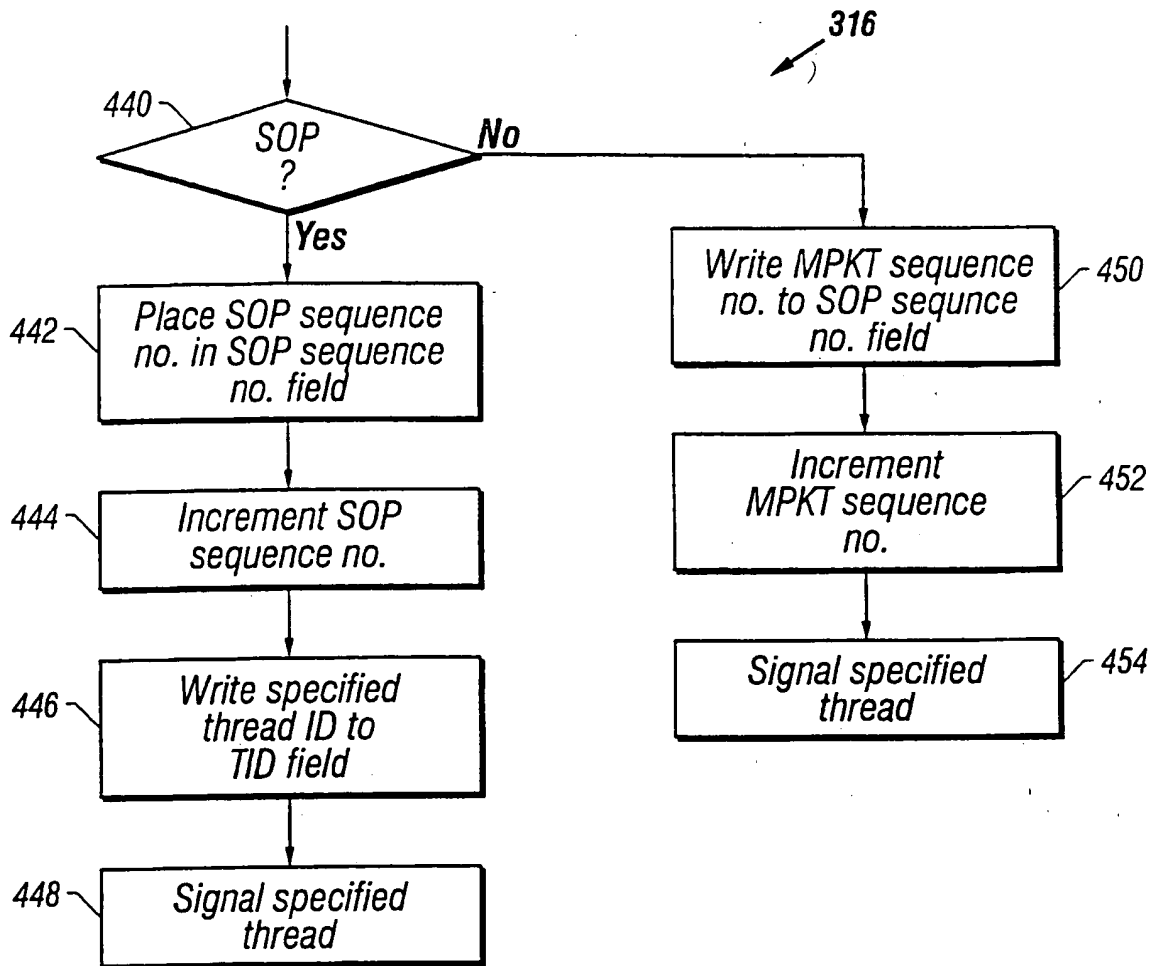 316
440
SOP
?
No
Yes
442
Place SOP sequence
no. in SOP sequence
no. field
444
Increment SOP
sequence no.
446
Write specified
thread ID to
TID field
448
Signal specified
thread
Write MPKT sequence
no. to SOP sequnce
no. field
450
Increment
MPKT sequence
no.
452
Signal specified
thread
454